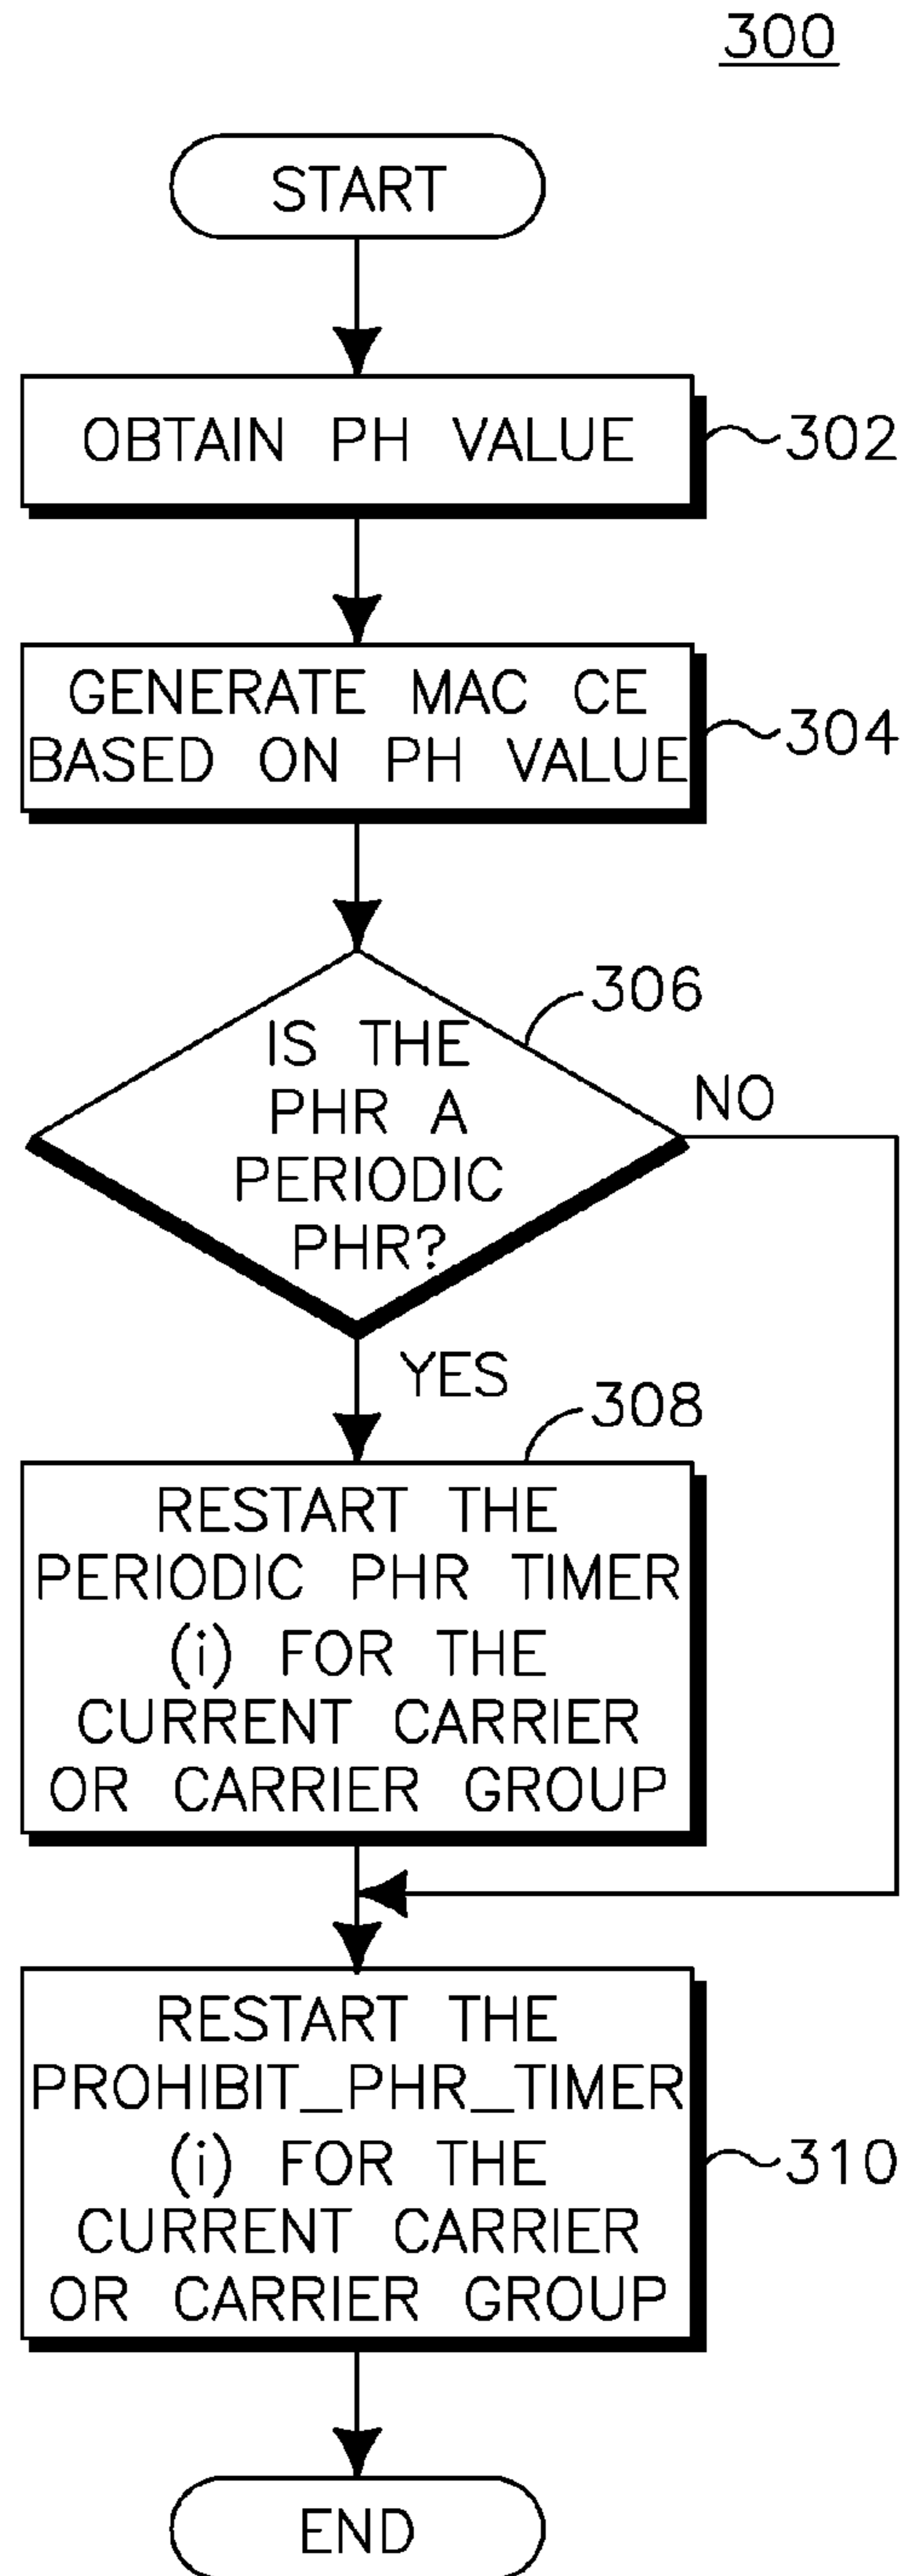 300
START
OBTAIN PH VALUE
302
GENERATE MAC CE
BASED ON PH VALUE
304
306
IS THE
PHR A
PERIODIC
PHR?
NO
YES
308
RESTART THE
PERIODIC PHR TIMER
(i) FOR THE
CURRENT CARRIER
OR CARRIER GROUP
RESTART THE
PROHIBIT_PHR_TIMER
(i) FOR THE
CURRENT CARRIER
OR CARRIER GROUP
310
END